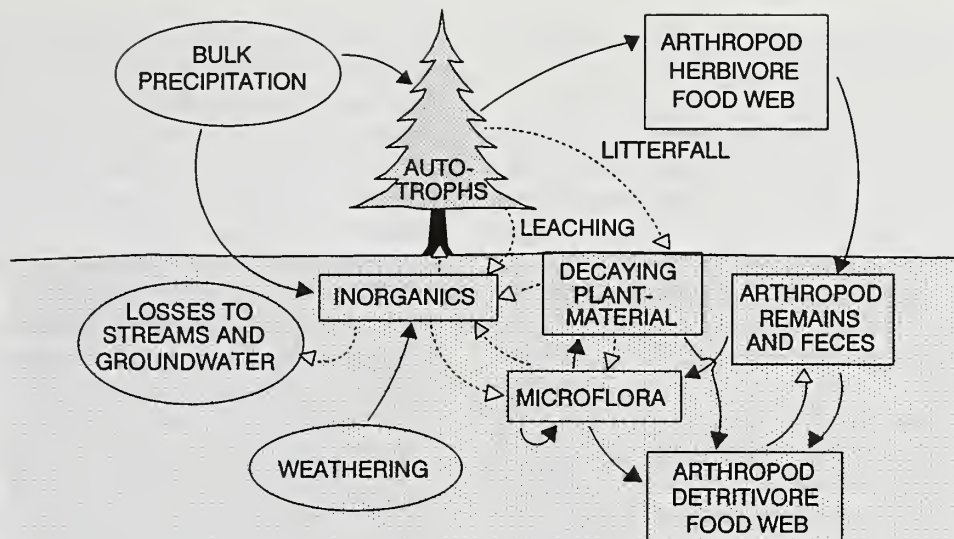 BULK
PRECIPITATION
ARTHROPOD
HERBIVORE
FOOD WEB
LITTERFALL
AUTO-
TROPHS
LEACHING
INORGANICS
DECAYING
PLANT-
MATERIAL
ARTHROPOD
REMAINS
AND FECES
LOSSES TO
STREAMS AND
GROUNDWATER
MICROFLORA
WEATHERING
ARTHROPOD
DETRITIVORE
FOOD WEB